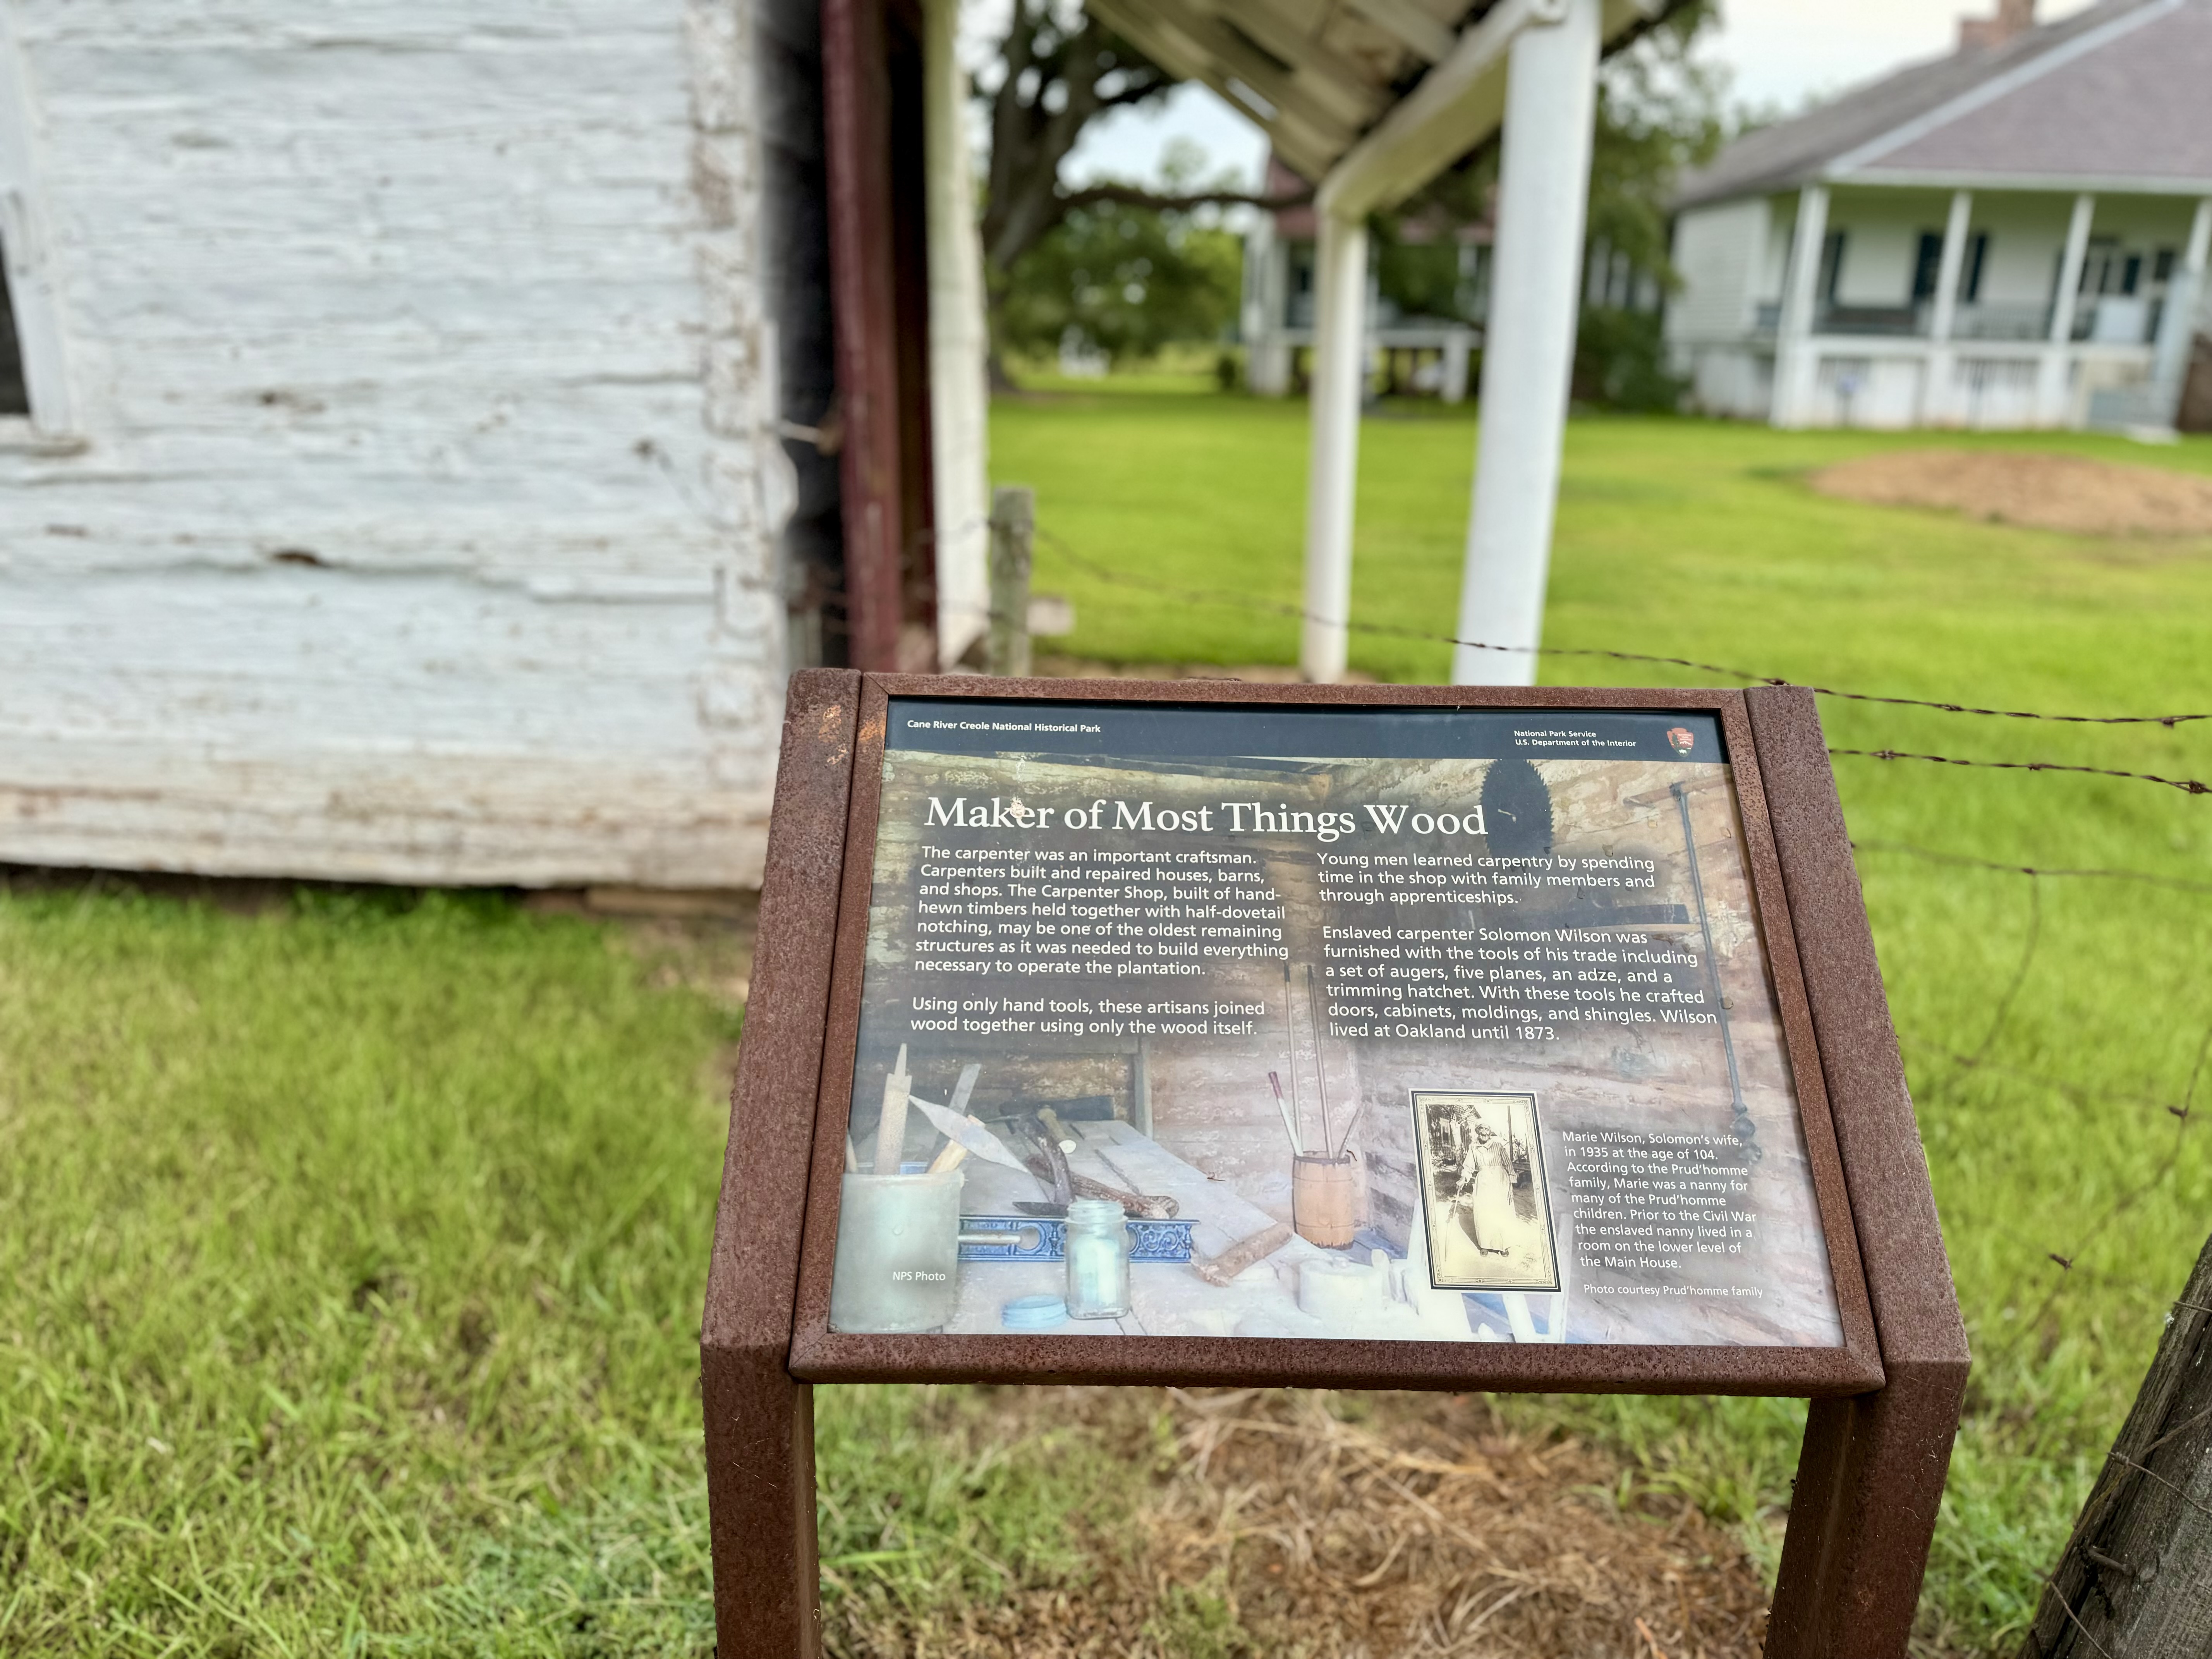 Cane River Creole National Historical Park
National Park Service
U.S. Department of the Interior
Maker of Most Things Wood
The carpenter was an important craftsman.
Carpenters built and repaired houses, barns,
and shops. The Carpenter Shop, built of hand-
hewn timbers held together with half-dovetail
notching, may be one of the oldest remaining
structures as it was needed to build everything
necessary to operate the plantation.
Using only hand tools, these artisans joined
wood together using only the wood itself.
Young men learned carpentry by spending
time in the shop with family members and
through apprenticeships.
Enslaved carpenter Solomon Wilson was
furnished with the tools of his trade including
a set of augers, five planes, an adze, and a
trimming hatchet. With these tools he crafted
doors, cabinets, moldings, and shingles. Wilson
lived at Oakland until 1873.
Marie Wilson, Solomon's wife,
in 1935 at the age of 104.
According to the Prud'homme
family, Marie was a nanny for
many of the Prud'homme
children. Prior to the Civil War
the enslaved nanny lived in a
room on the lower level of
the Main House.
Photo courtesy Prud'homme family
NPS Photo